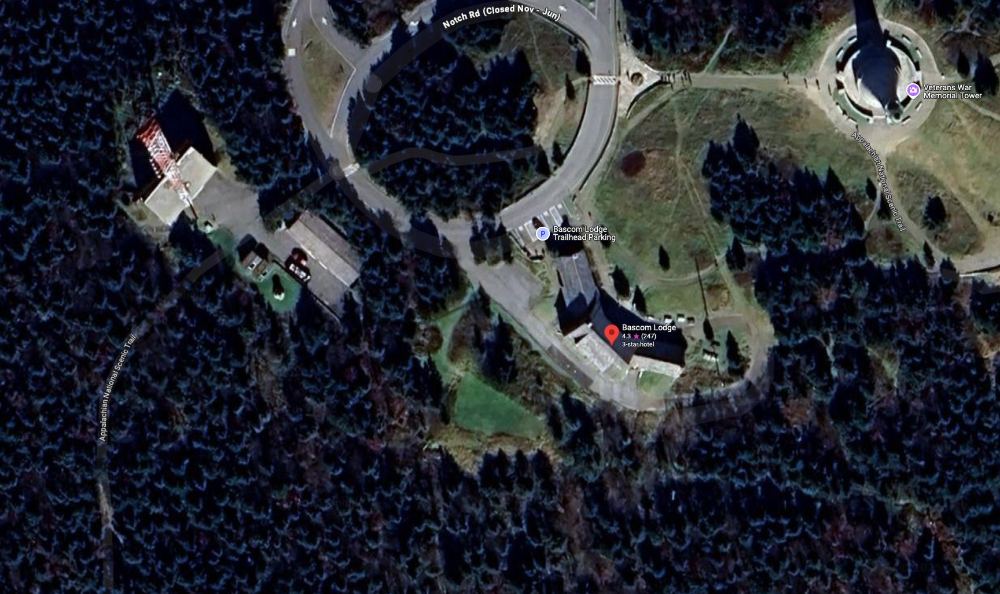 Notch Rd (Closed Nov - Jun)
Veterans War
Memorial Tower
Appalachian National Scenic Trail
P
Bascom Lodge
Trailhead Parking
Bascom Lodge
4.3 ★ (247)
3-star hotel
Appalachian National Scenic Trail